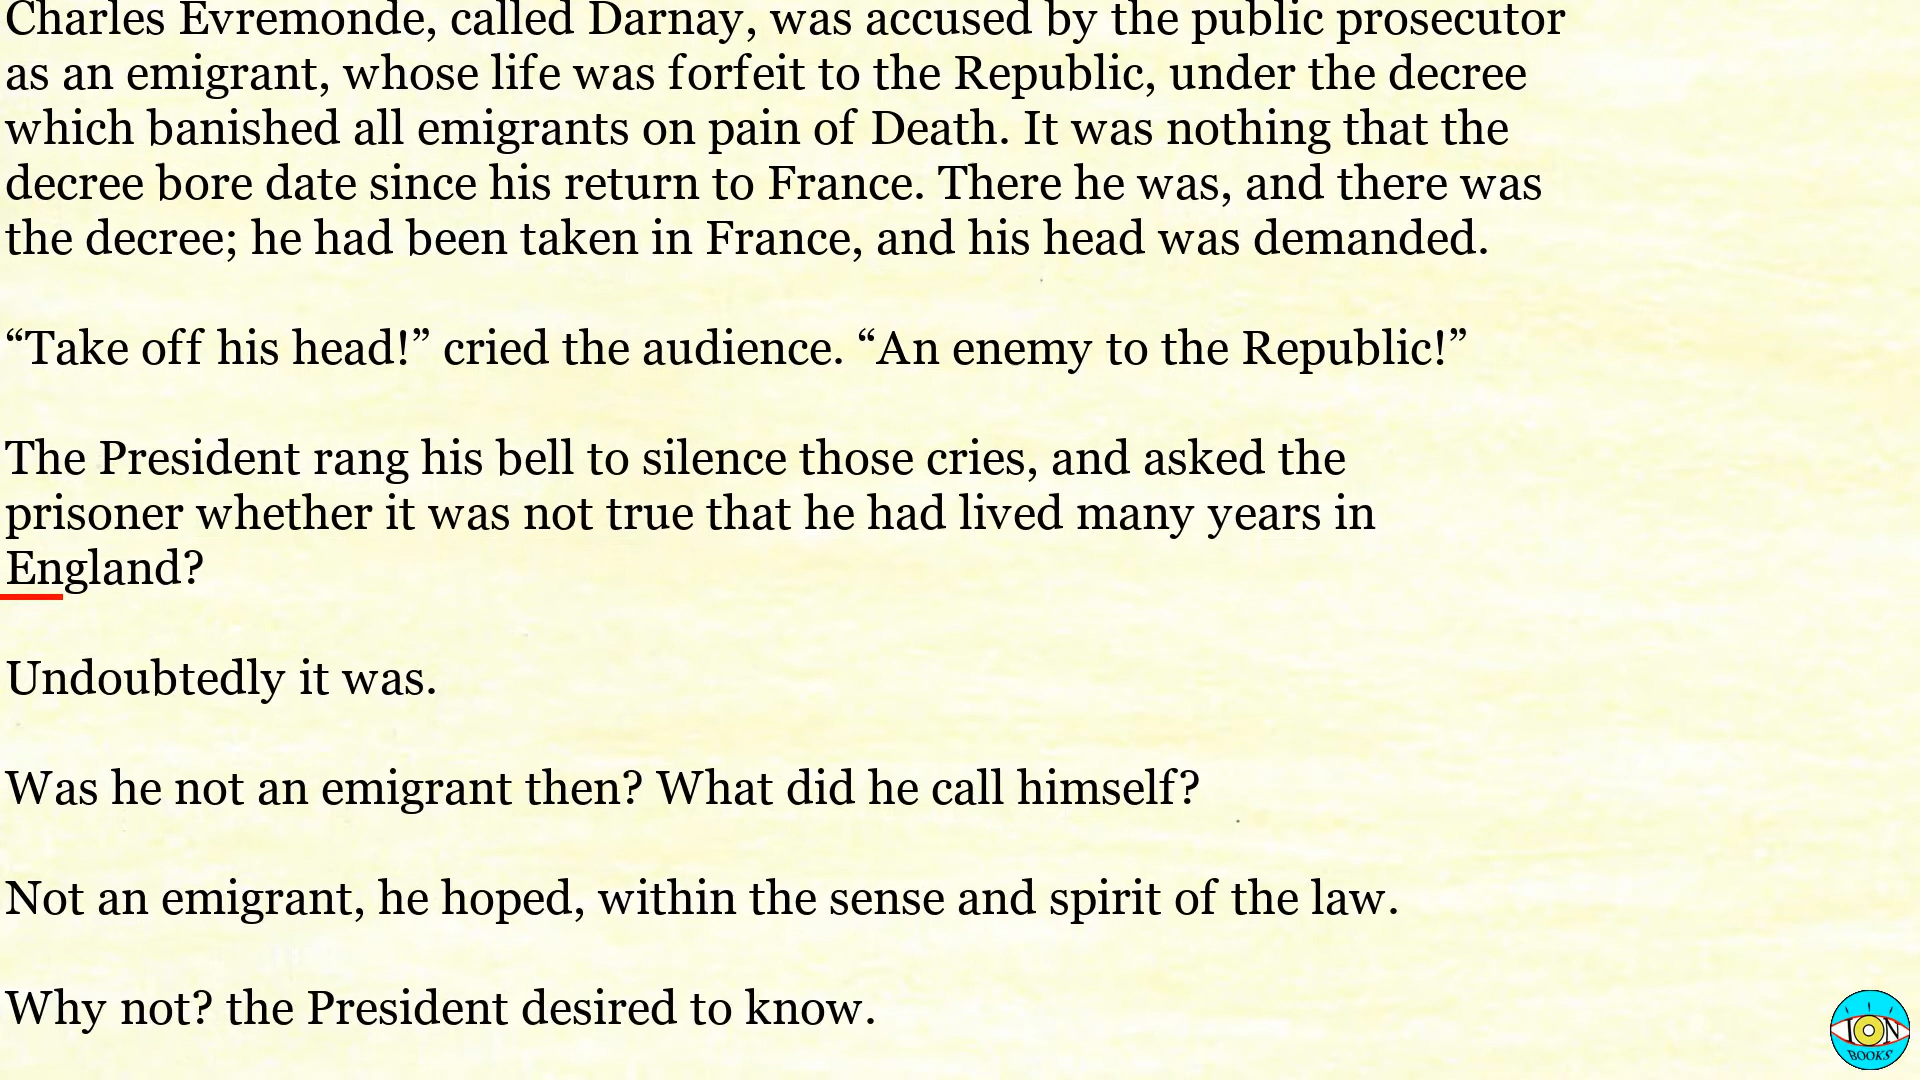 Charles Evremonde, called Darnay, was accused by the public prosecutor
as an emigrant, whose life was forfeit to the Republic, under the decree
which banished all emigrants on pain of Death. It was nothing that the
decree bore date since his return to France. There he was, and there was
the decree; he had been taken in France, and his head was demanded.
“Take off his head!” cried the audience. “An enemy to the Republic!”
The President rang his bell to silence those cries, and asked the
prisoner whether it was not true that he had lived many years in
England?
Undoubtedly it was.
Was he not an emigrant then? What did he call himself?
Not an emigrant, he hoped, within the sense and spirit of the law.
Why not? the President desired to know.
ION
BOOKS